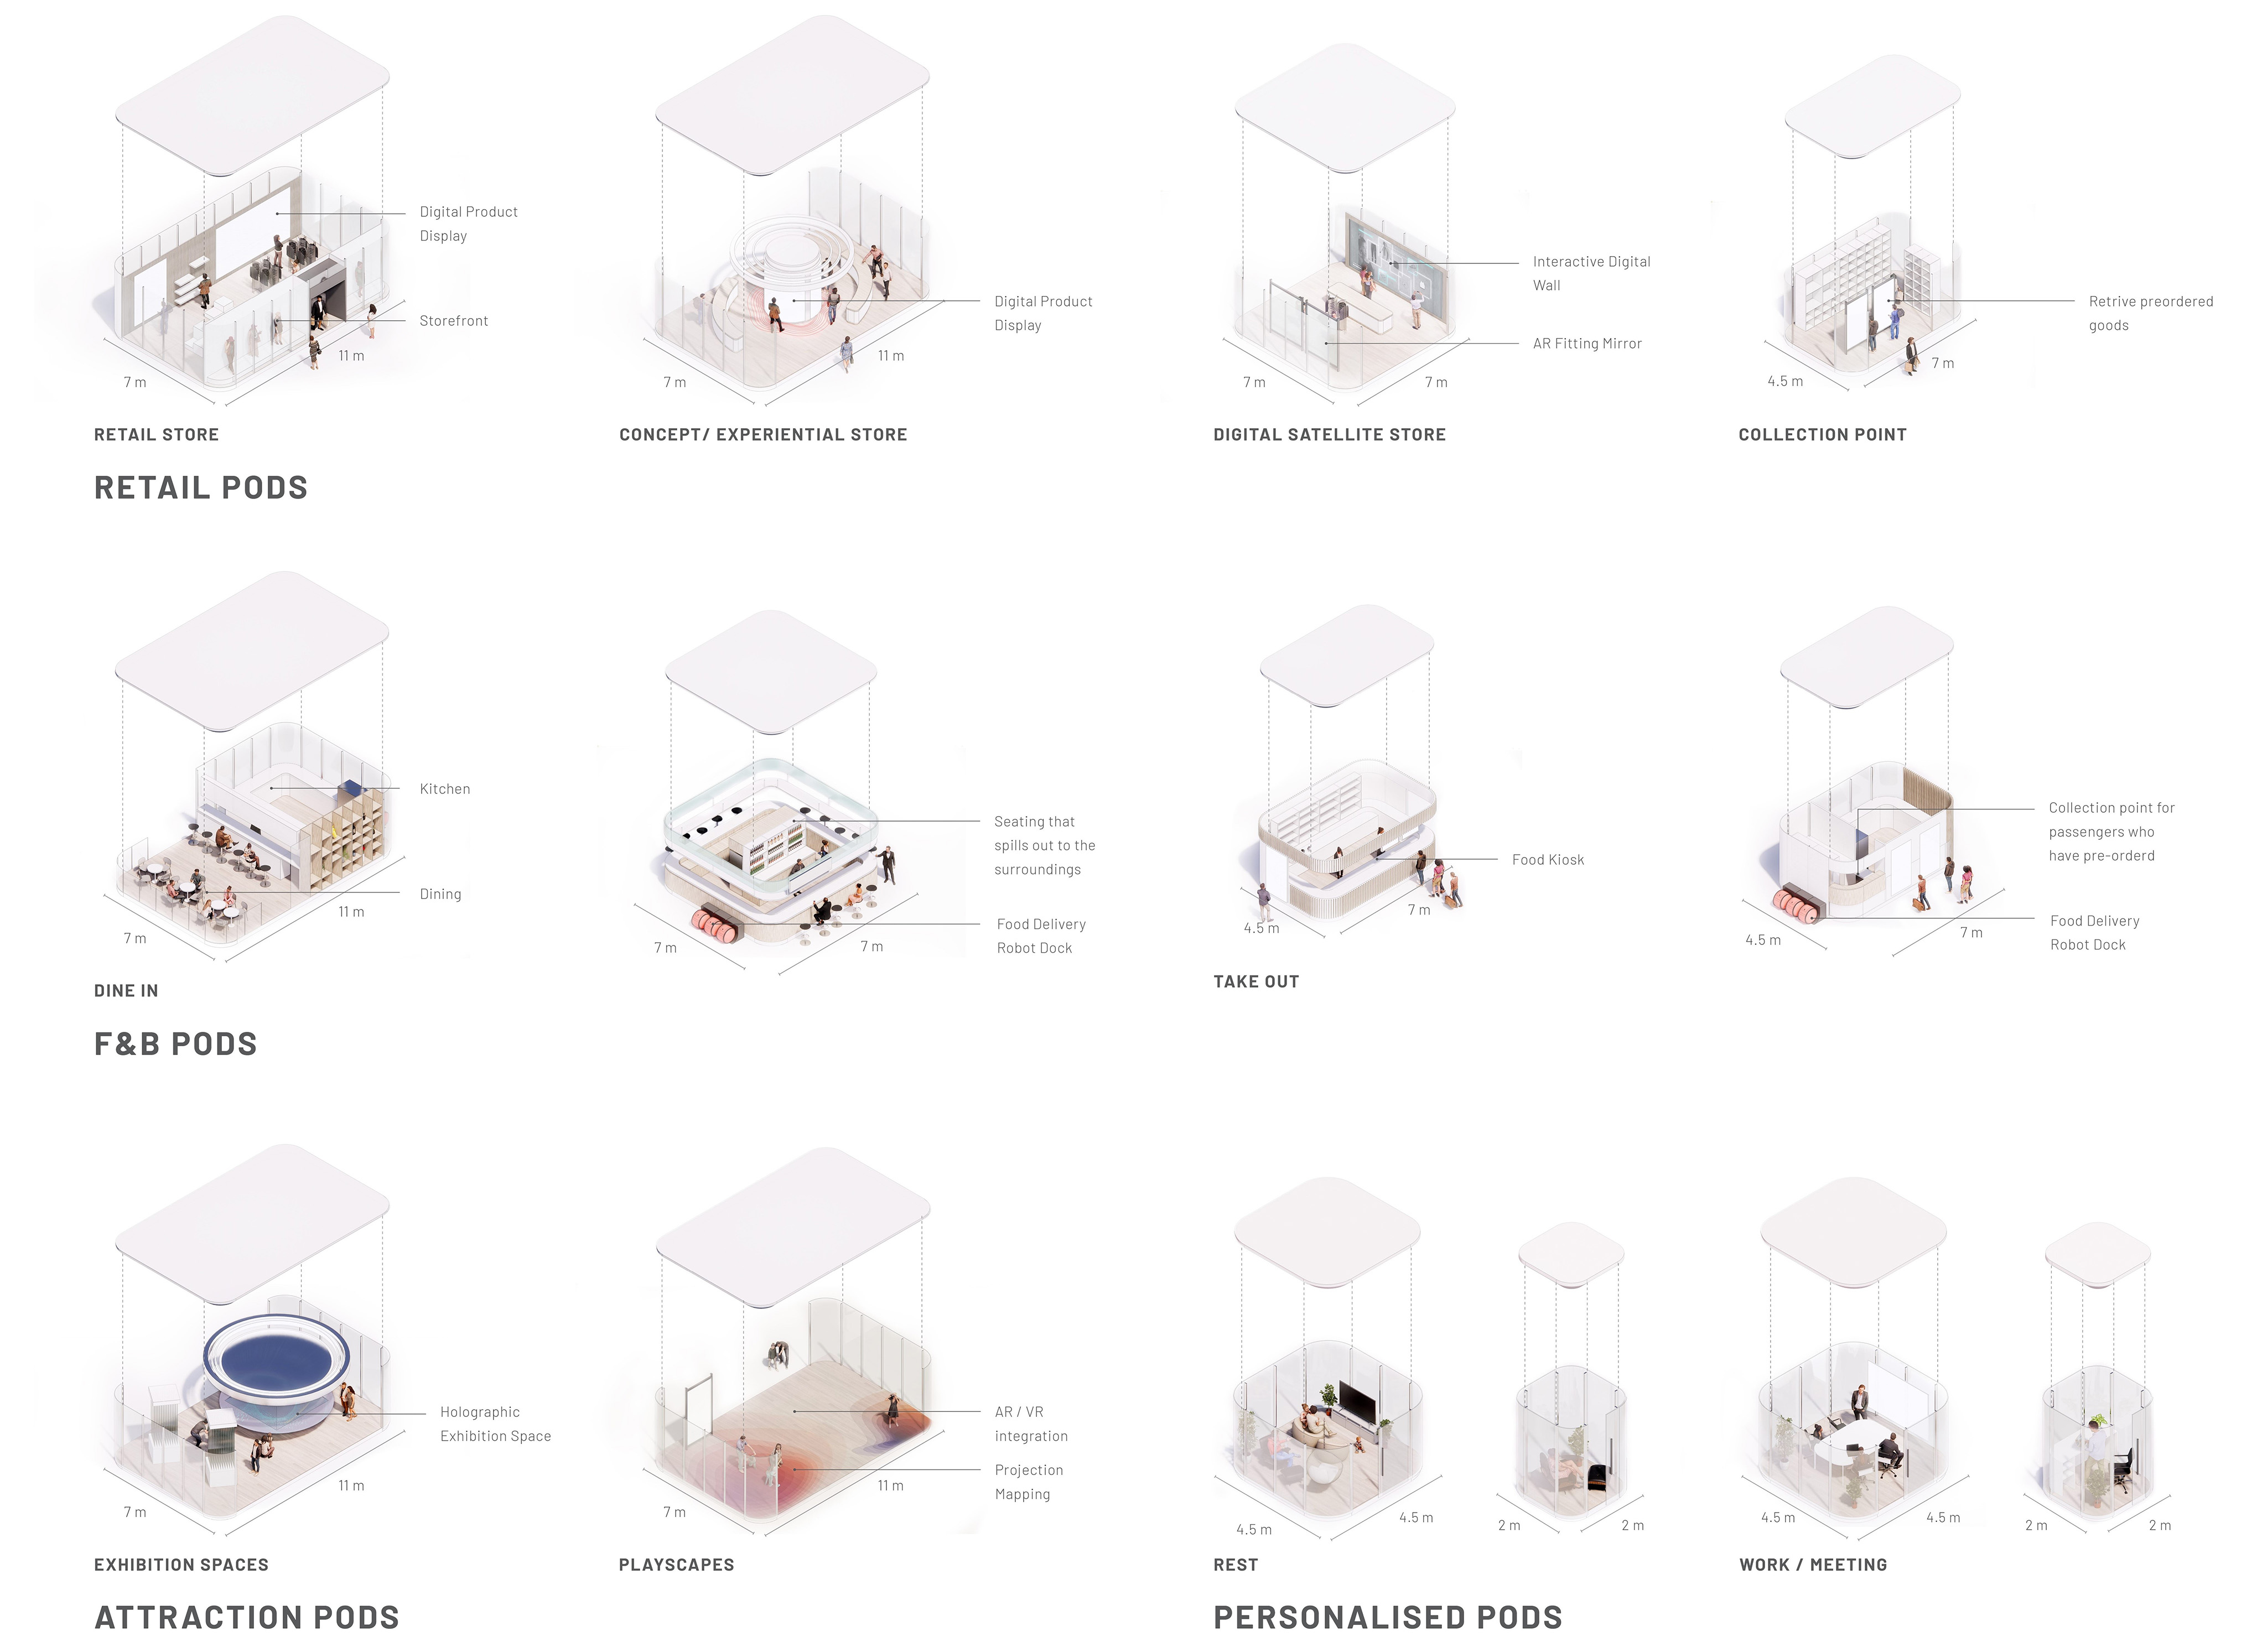 Digital Product
Display
Storefront
7 m
11 m
RETAIL STORE
Digital Product
Display
7 m
11 m
CONCEPT/ EXPERIENTIAL STORE
Interactive Digital
Wall
AR Fitting Mirror
7 m
7 m
DIGITAL SATELLITE STORE
Retrive preordered
goods
4.5 m
7 m
COLLECTION POINT
RETAIL PODS
Kitchen
Dining
7 m
11 m
DINE IN
Seating that
spills out to the
surroundings
Food Delivery
Robot Dock
7 m
7 m
Food Kiosk
4.5 m
7 m
TAKE OUT
Collection point for
passengers who
have pre-orderd
Food Delivery
Robot Dock
4.5 m
7 m
F&B PODS
Holographic
Exhibition Space
7 m
11 m
EXHIBITION SPACES
AR / VR
integration
Projection
Mapping
7 m
11 m
PLAYSCAPES
ATTRACTION PODS
4.5 m
4.5 m
2 m
2 m
REST
4.5 m
4.5 m
2 m
2 m
WORK / MEETING
PERSONALISED PODS